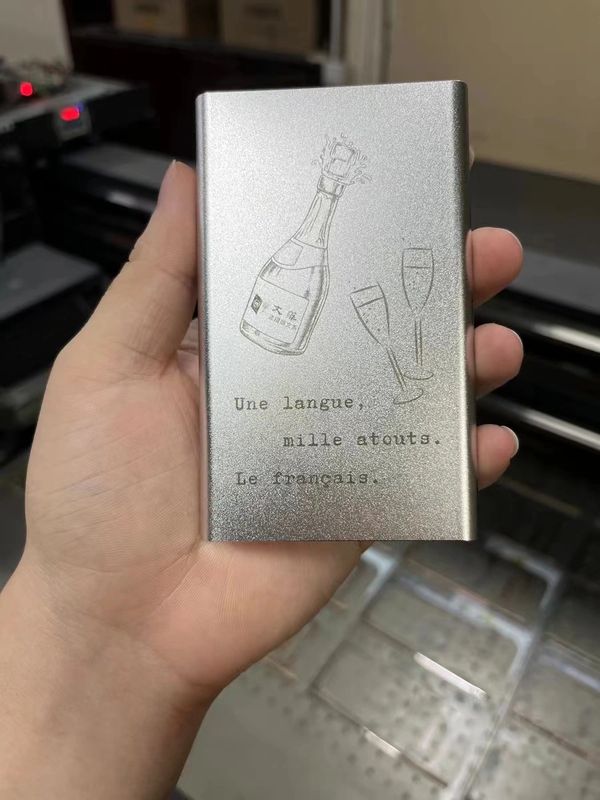 Une langue,
mille atouts.
Le français.